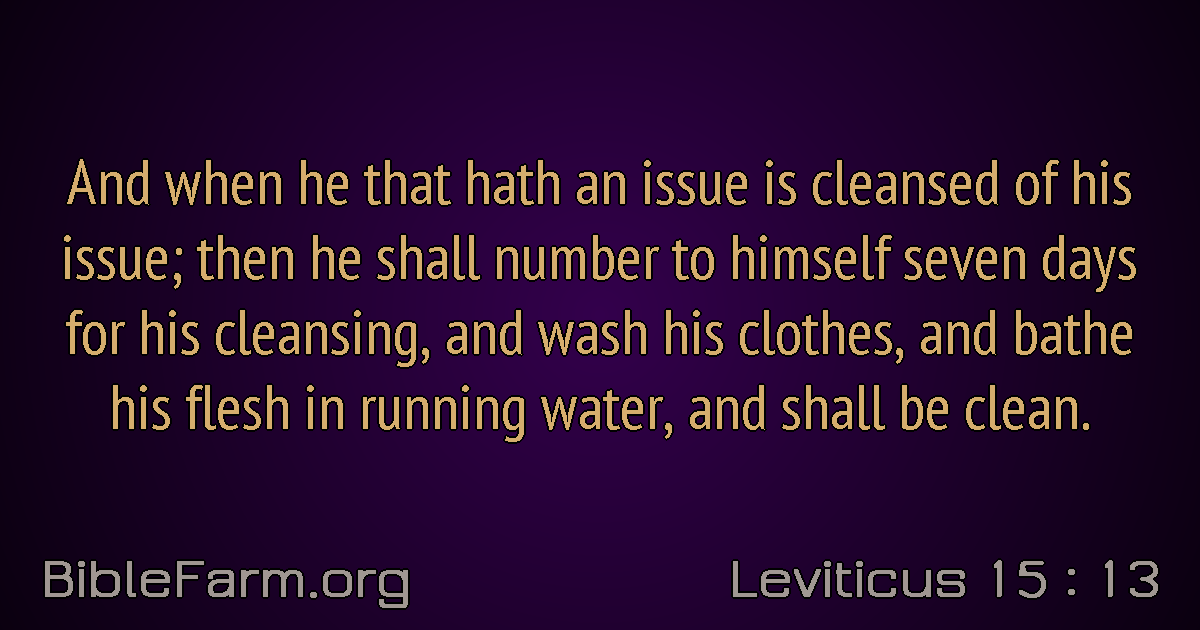 And when he that hath an issue is cleansed of his
issue; then he shall number to himself seven days
for his cleansing, and wash his clothes, and bathe
his flesh in running water, and shall be clean.
BibleFarm.org
Leviticus 15 : 13